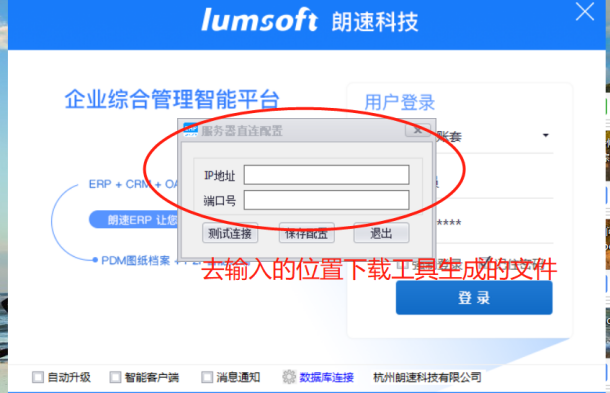 lumsoft 朗速科技
企业综合管理智能平台
用户登录
服务器直连配置
账套
IP地址
ERP + CRM + OA
端口号
朗速ERP 让您
****
测试连接 保存配置 退出
PDM图纸档案 +
去输入的位置下载工具生成的文件
登录
自动升级 智能客户端 消息通知 数据库连接 杭州朗速科技有限公司